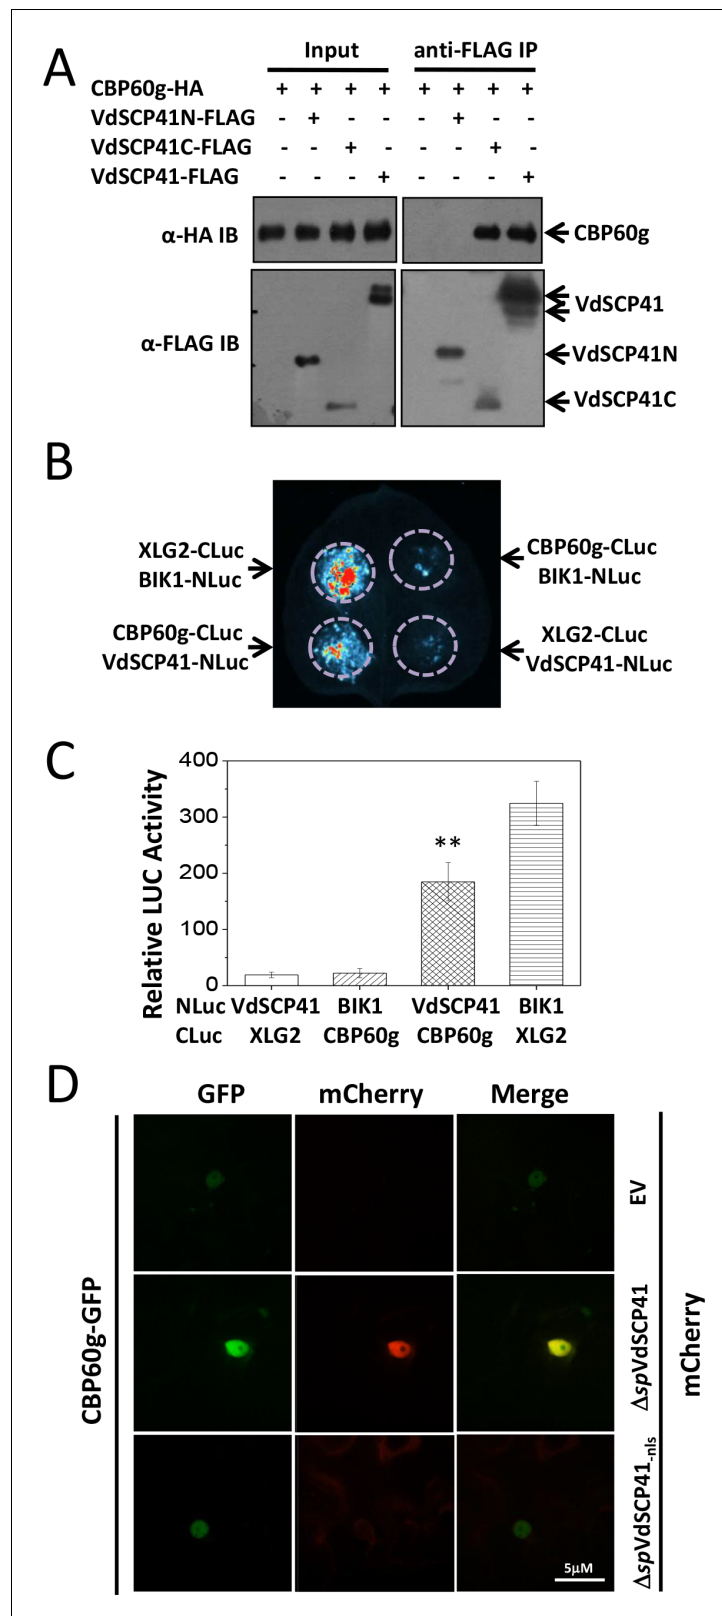 A
Input anti-FLAG IP
CBP60g-HA + + + + + + + +
VdSCP41N-FLAG - + - - - + - -
VdSCP41C-FLAG - - + - - - + -
VdSCP41-FLAG - - - + - - - +
α-HA IB
CBP60g
α-FLAG IB
VdSCP41
VdSCP41N
VdSCP41C
B
XLG2-CLuc
BIK1-NLuc
CBP60g-CLuc
BIK1-NLuc
CBP60g-CLuc
VdSCP41-NLuc
XLG2-CLuc
VdSCP41-NLuc
C
Relative LUC Activity
400
300
200
100
0
**
NLuc VdSCP41 BIK1 VdSCP41 BIK1
CLuc XLG2 CBP60g CBP60g XLG2
D
GFP mCherry Merge
CBP60g-GFP
EV
ΔspVdSCP41
ΔspVdSCP41-nls
mCherry
5μM